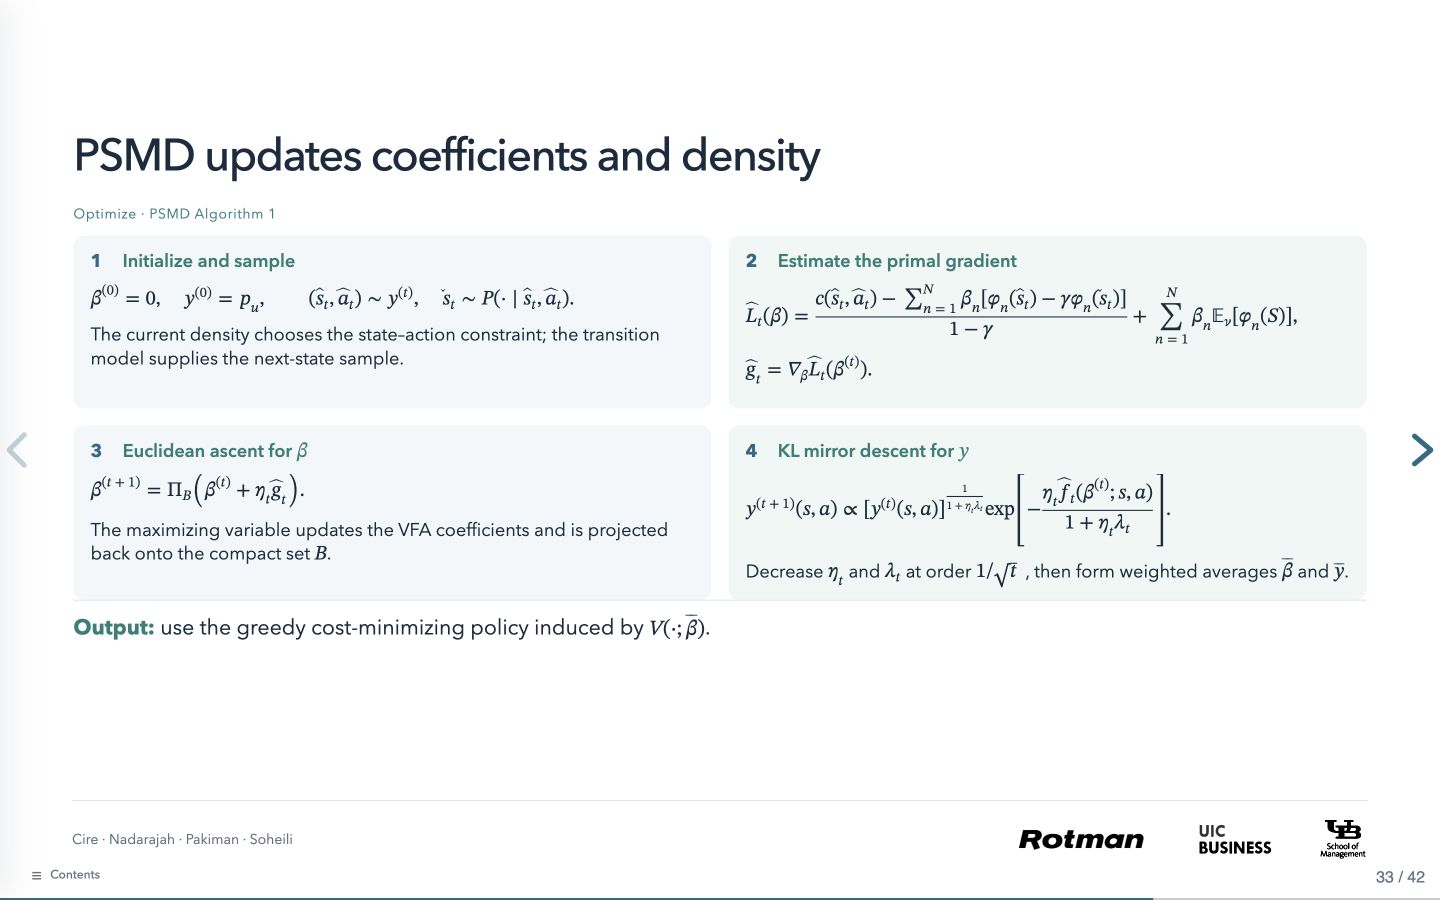 PSMD updates coefficients and density
Optimize · PSMD Algorithm 1
1 Initialize and sample
β^(0) = 0, y^(0) = p_u, (ŝ_t, â_t) ~ y^(t), š_t ~ P(· | ŝ_t, â_t).
The current density chooses the state–action constraint; the transition
model supplies the next-state sample.
2 Estimate the primal gradient
L̂_t(β) = (c(ŝ_t, â_t) − ∑_{n=1}^{N} β_n[φ_n(ŝ_t) − γφ_n(š_t)]) / (1 − γ) + ∑_{n=1}^{N} β_n 𝔼_ν[φ_n(S)],
ĝ_t = ∇_β L̂_t(β^(t)).
3 Euclidean ascent for β
β^(t+1) = Π_B(β^(t) + η_t ĝ_t).
The maximizing variable updates the VFA coefficients and is projected
back onto the compact set B.
4 KL mirror descent for y
y^(t+1)(s, a) ∝ [y^(t)(s, a)]^{1/(1+η_tλ_t)} exp[−η_t f̂_t(β^(t); s, a) / (1 + η_tλ_t)].
Decrease η_t and λ_t at order 1/√t , then form weighted averages β̅ and y̅.
Output: use the greedy cost-minimizing policy induced by V(·; β̅).
Cire · Nadarajah · Pakiman · Soheili
Rotman
UIC
BUSINESS
UB
School of
Management
≡ Contents
33 / 42